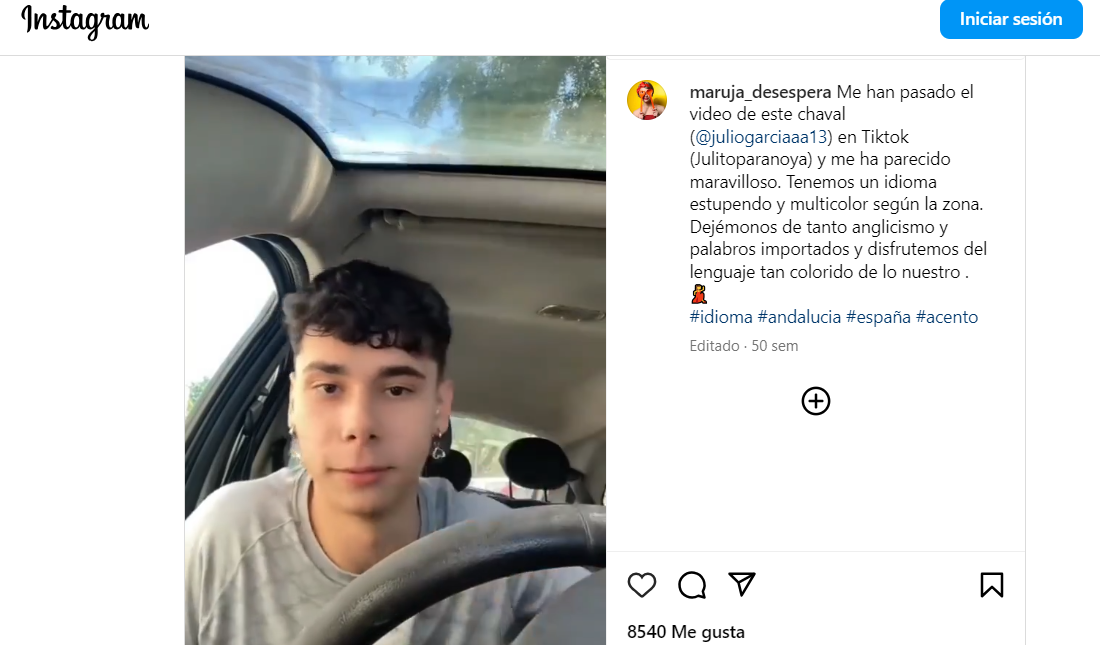 Instagram
Iniciar sesión
maruja_desespera Me han pasado el
video de este chaval
(@juliogarciaaa13) en Tiktok
(Julitoparanoya) y me ha parecido
maravilloso. Tenemos un idioma
estupendo y multicolor según la zona.
Dejémonos de tanto anglicismo y
palabros importados y disfrutemos del
lenguaje tan colorido de lo nuestro .
💃
#idioma #andalucia #españa #acento
Editado · 50 sem
8540 Me gusta